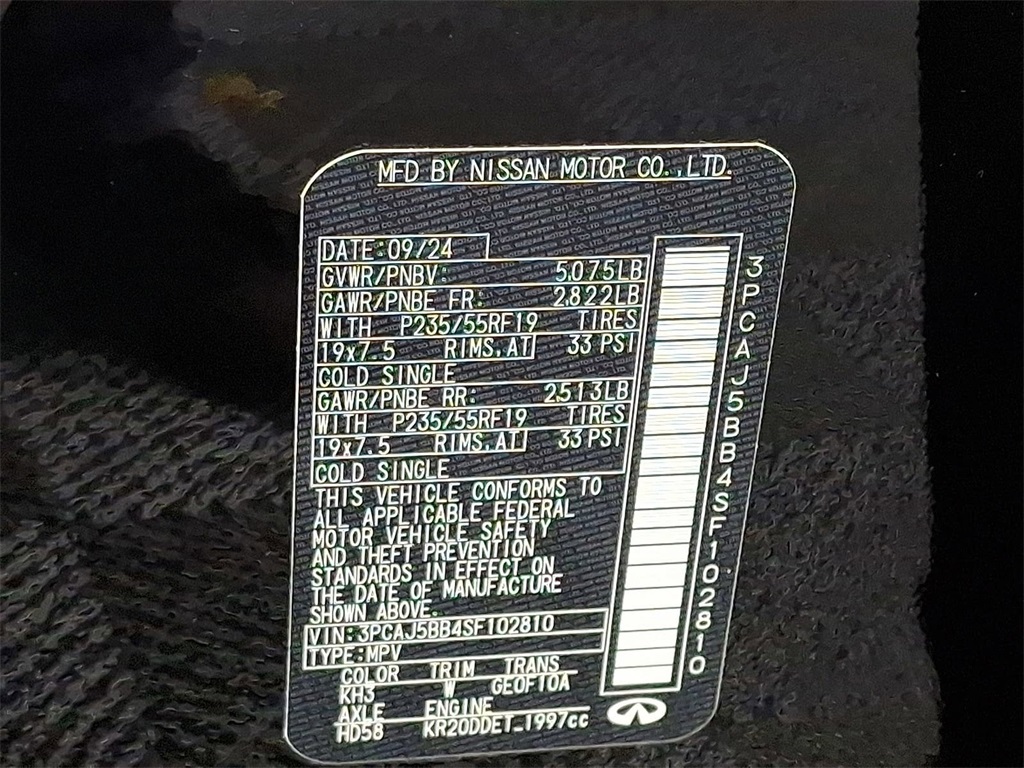 MFD BY NISSAN MOTOR CO.,LTD.
DATE:09/24
GVWR/PNBV: 5075LB
GAWR/PNBE FR: 2822LB
WITH P235/55RF19 TIRES
19x7.5 RIMS,AT 33 PSI
COLD SINGLE
GAWR/PNBE RR: 2513LB
WITH P235/55RF19 TIRES
19x7.5 RIMS,AT 33 PSI
COLD SINGLE
THIS VEHICLE CONFORMS TO
ALL APPLICABLE FEDERAL
MOTOR VEHICLE SAFETY
AND THEFT PREVENTION
STANDARDS IN EFFECT ON
THE DATE OF MANUFACTURE
SHOWN ABOVE.
VIN:3PCAJ5BB4SF102810
TYPE:MPV
COLOR TRIM TRANS
KH3 W GE0F10A
AXLE ENGINE
HD58 KR20DDET_1997cc
3PCAJ5BB4SF102810